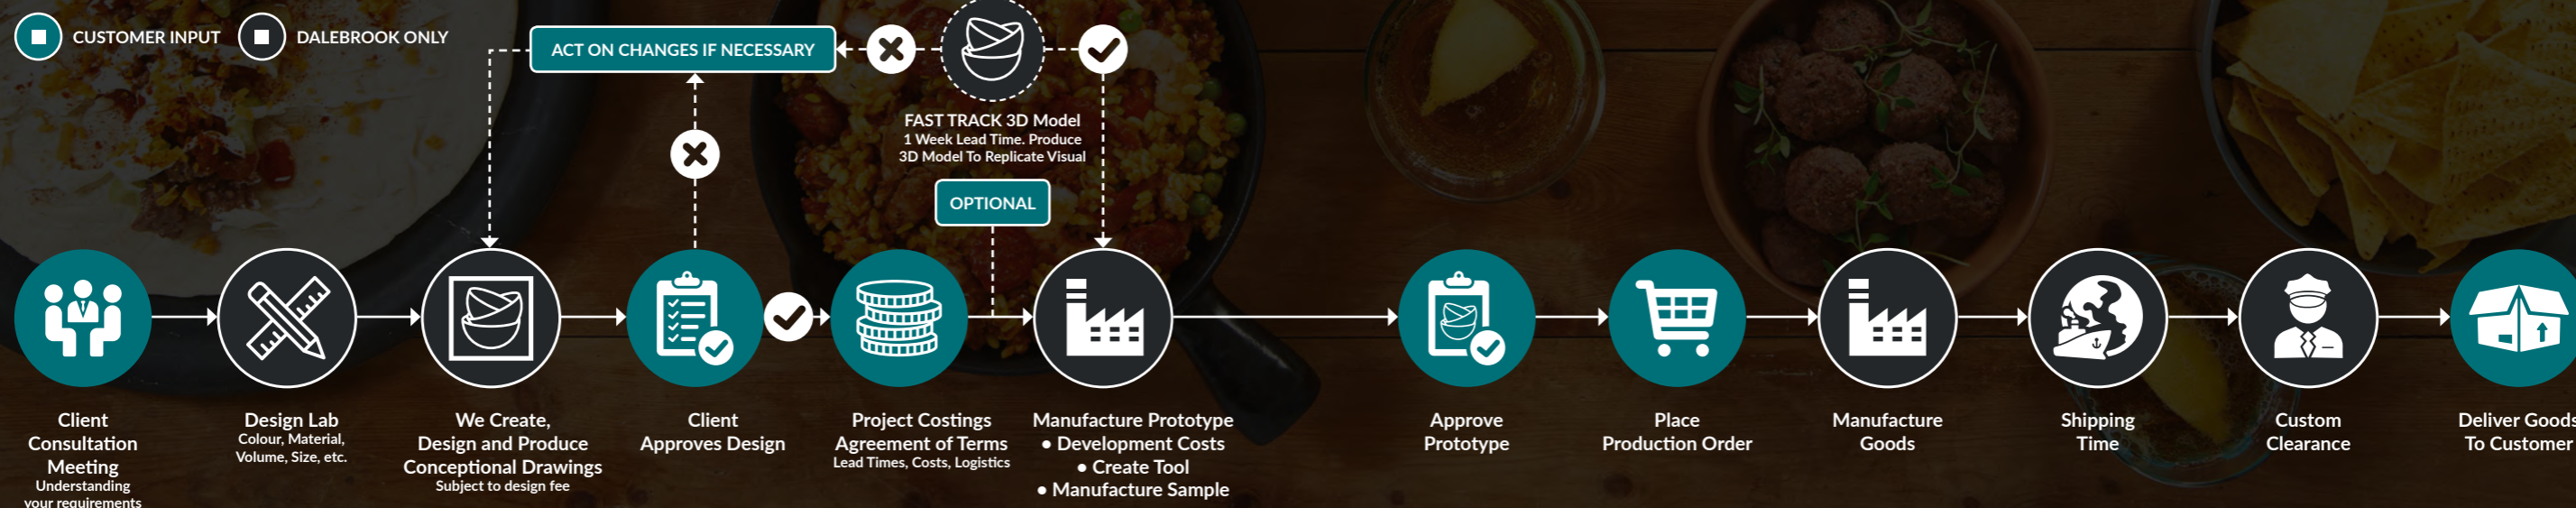 CUSTOMER INPUT
DALEBROOK ONLY
ACT ON CHANGES IF NECESSARY
FAST TRACK 3D Model
1 Week Lead Time. Produce
3D Model To Replicate Visual
OPTIONAL
Client
Consultation
Meeting
Understanding
your requirements
Design Lab
Colour, Material,
Volume, Size, etc.
We Create,
Design and Produce
Conceptional Drawings
Subject to design fee
Client
Approves Design
Project Costings
Agreement of Terms
Lead Times, Costs, Logistics
Manufacture Prototype
• Development Costs
• Create Tool
• Manufacture Sample
Approve
Prototype
Place
Production Order
Manufacture
Goods
Shipping
Time
Custom
Clearance
Deliver Goods
To Customer